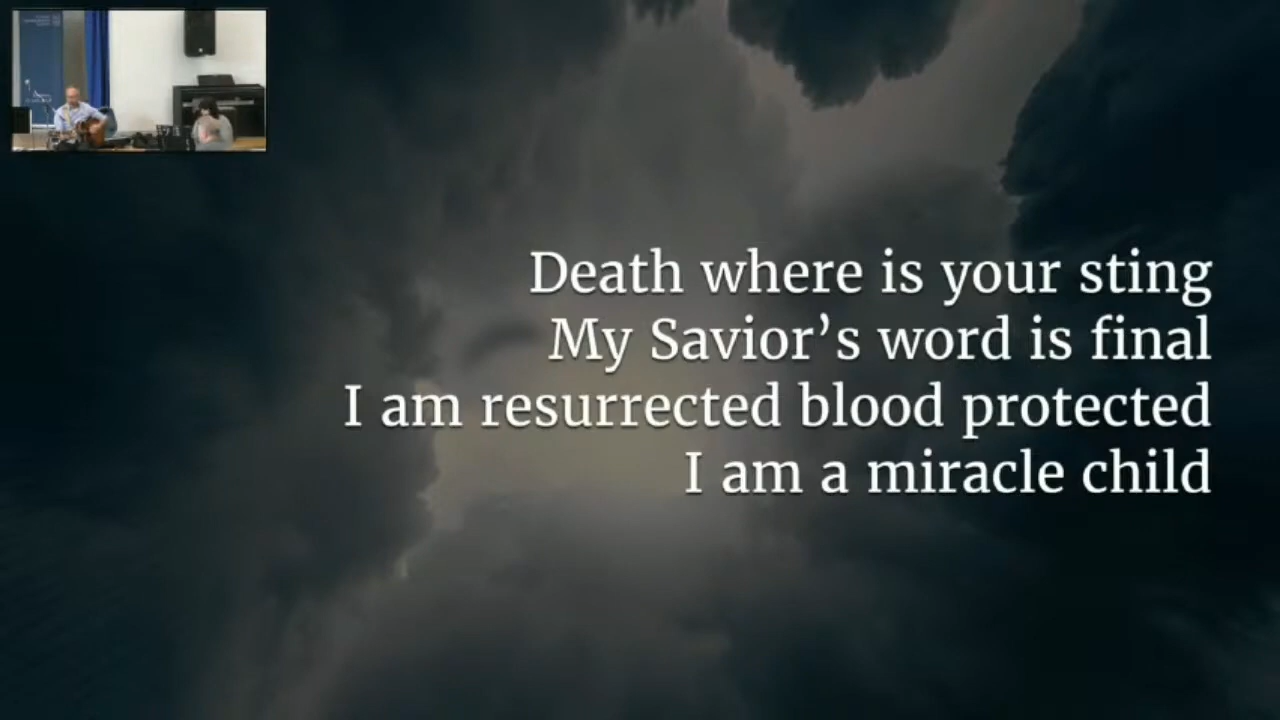 Death where is your sting
My Savior’s word is final
I am resurrected blood protected
I am a miracle child